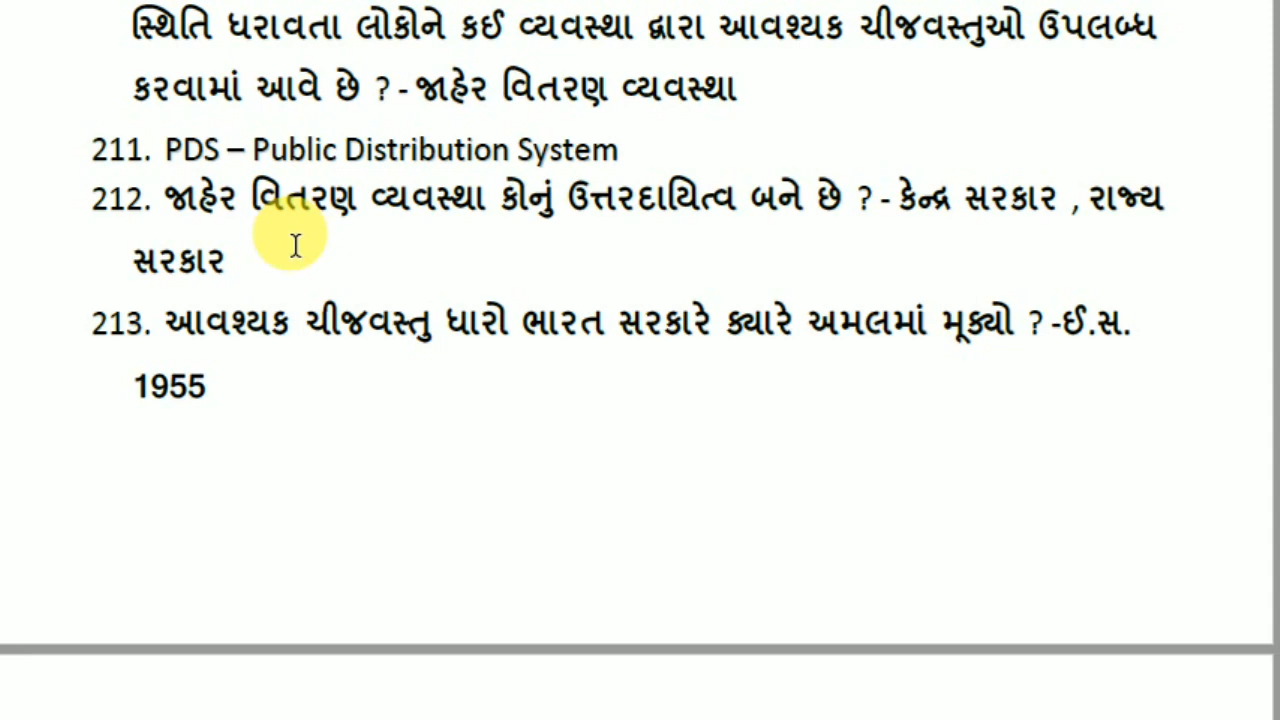 સ્થિતિ ધરાવતા લોકોને કઈ વ્યવસ્થા દ્વારા આવશ્યક ચીજવસ્તુઓ ઉપલબ્ધ
કરવામાં આવે છે ? - જાહેર વિતરણ વ્યવસ્થા
211. PDS – Public Distribution System
212. જાહેર વિતરણ વ્યવસ્થા કોનું ઉત્તરદાયિત્વ બને છે ? - કેન્દ્ર સરકાર , રાજ્ય
સરકાર
213. આવશ્યક ચીજવસ્તુ ધારો ભારત સરકારે ક્યારે અમલમાં મૂક્યો ? -ઈ.સ.
1955